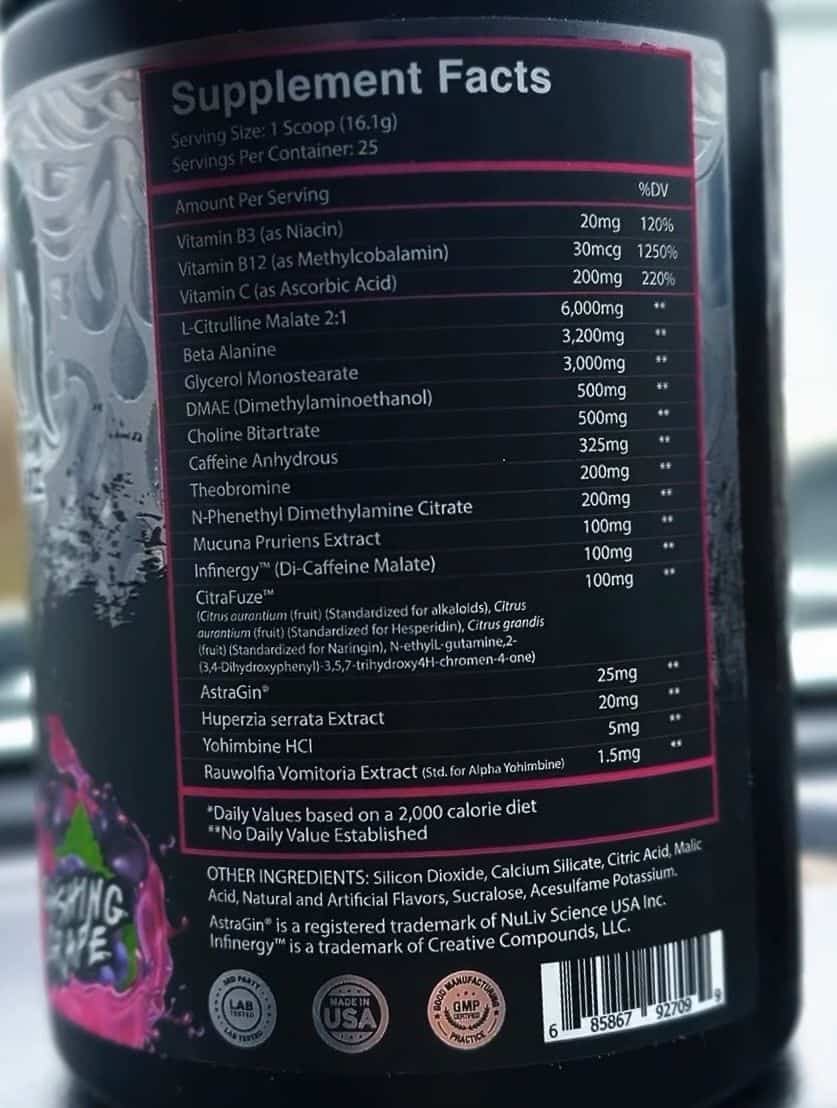 Supplement Facts
Serving Size: 1 Scoop (16.1g)
Servings Per Container: 25
Amount Per Serving %DV
Vitamin B3 (as Niacin) 20mg 120%
Vitamin B12 (as Methylcobalamin) 30mcg 1250%
Vitamin C (as Ascorbic Acid) 200mg 220%
L-Citrulline Malate 2:1 6,000mg **
Beta Alanine 3,200mg **
Glycerol Monostearate 3,000mg **
DMAE (Dimethylaminoethanol) 500mg **
Choline Bitartrate 500mg **
Caffeine Anhydrous 325mg **
Theobromine 200mg **
N-Phenethyl Dimethylamine Citrate 200mg **
Mucuna Pruriens Extract 100mg **
Infinergy™ (Di-Caffeine Malate) 100mg **
CitraFuze™ 100mg **
(Citrus aurantium (fruit) (Standardized for alkaloids), Citrus
aurantium (fruit) (Standardized for Hesperidin), Citrus grandis
(fruit) (Standardized for Naringin), N-ethylL-gutamine,2-
(3,4-Dihydroxyphenyl)-3,5,7-trihydroxy4H-chromen-4-one)
AstraGin® 25mg **
Huperzia serrata Extract 20mg **
Yohimbine HCl 5mg **
Rauwolfia Vomitoria Extract (Std. for Alpha Yohimbine) 1.5mg **
*Daily Values based on a 2,000 calorie diet
**No Daily Value Established
OTHER INGREDIENTS: Silicon Dioxide, Calcium Silicate, Citric Acid, Malic
Acid, Natural and Artificial Flavors, Sucralose, Acesulfame Potassium.
AstraGin® is a registered trademark of NuLiv Science USA Inc.
Infinergy™ is a trademark of Creative Compounds, LLC.
3RD PARTY
LAB
TESTED
LAB TESTED
MADE IN
USA
GOOD MANUFACTURING
GMP
CERTIFIED
PRACTICE
6 85867 92709 9